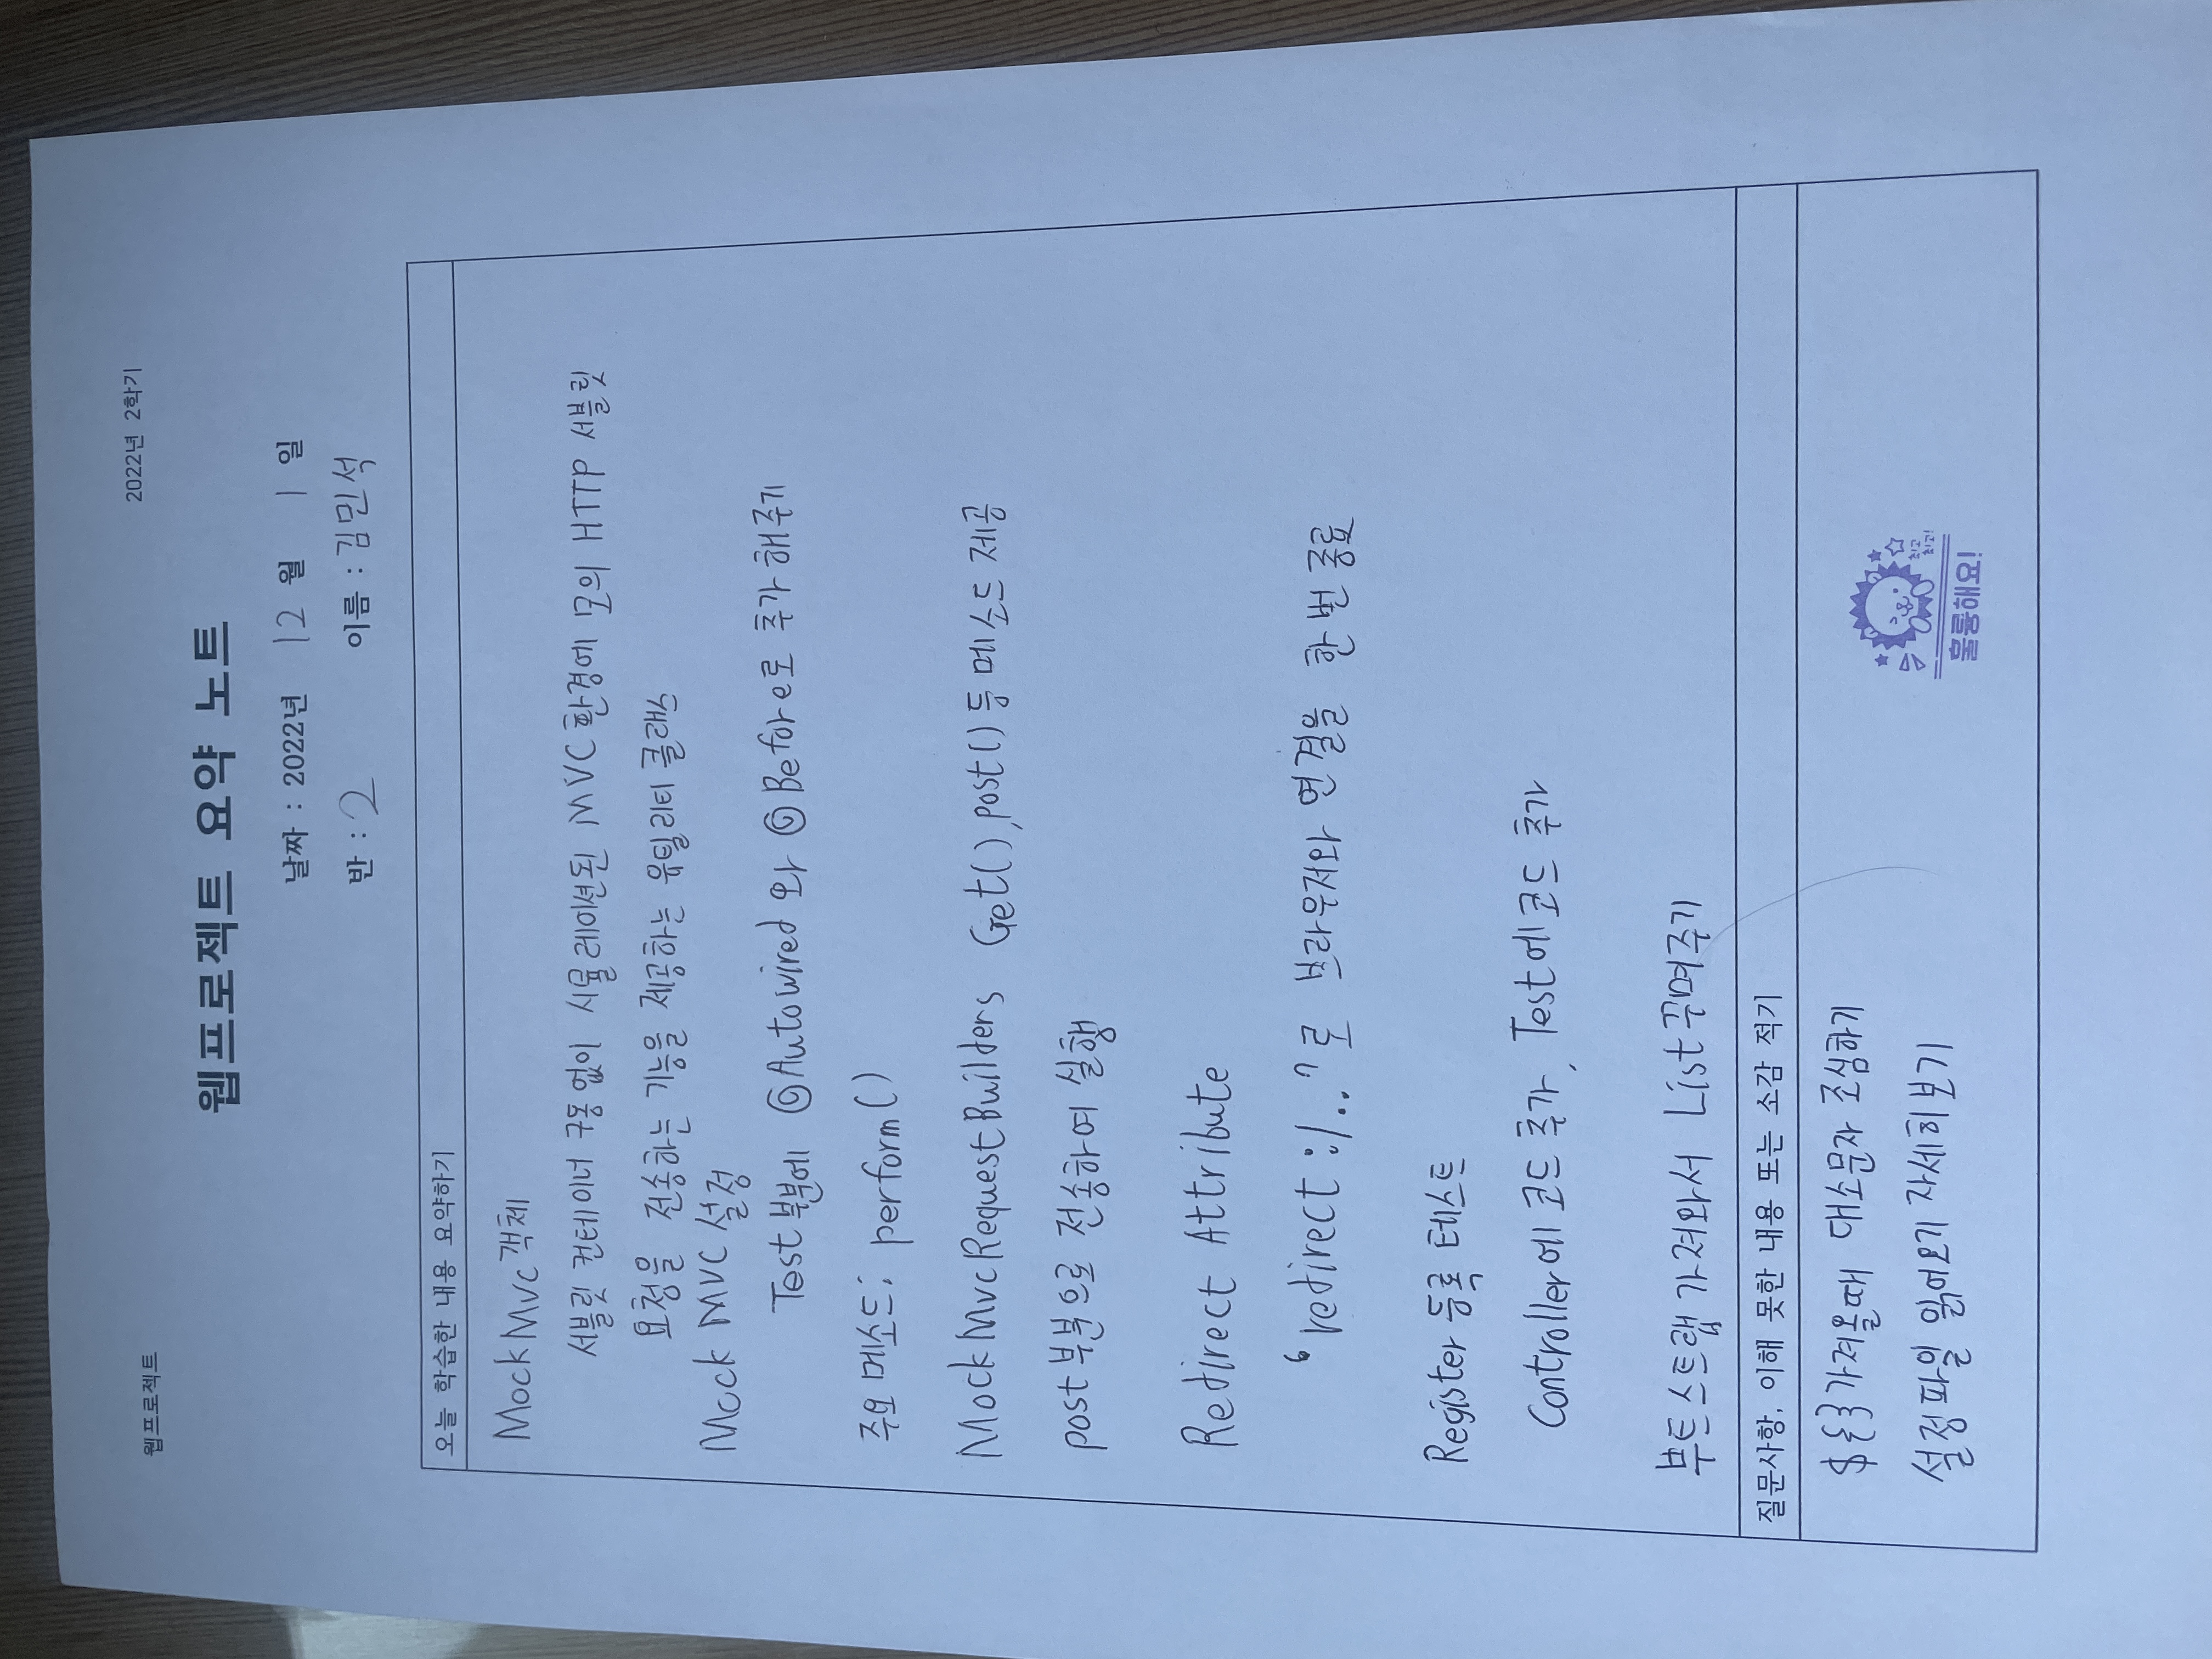 웹프로젝트
2022년 2학기
웹프로젝트 요약 노트
날짜 : 2022년 12 월 1 일
반 : 2 이름 : 김민석
오늘 학습한 내용 요약하기
MockMvc 객체
서블릿 컨테이너 구동 없이 시뮬레이션된 MVC 환경에 모의 HTTP 서블릿
요청을 전송하는 기능을 제공하는 유틸리티 클래스
Mock MVC 설정
Test 부분에 @Autowired 와 @Before로 추가 해주기
주요 메소드: perform()
MockMvcRequestBuilders Get(), post() 등 메소드 제공
post 부분으로 전송하여 실행
Redirect Attribute
'redirect:/..'로 브라우저와 연결을 한 번 종료
Register 등록 테스트
Controller에 코드 추가, Test에 코드 추가
부트스트랩 가져와서 List 꾸며주기
질문사항, 이해 못한 내용 또는 소감 적기
${}가져올때 대소문자 조심하기
설정파일 읽어오기 자세히 보기
최고
최고!
훌륭해요!